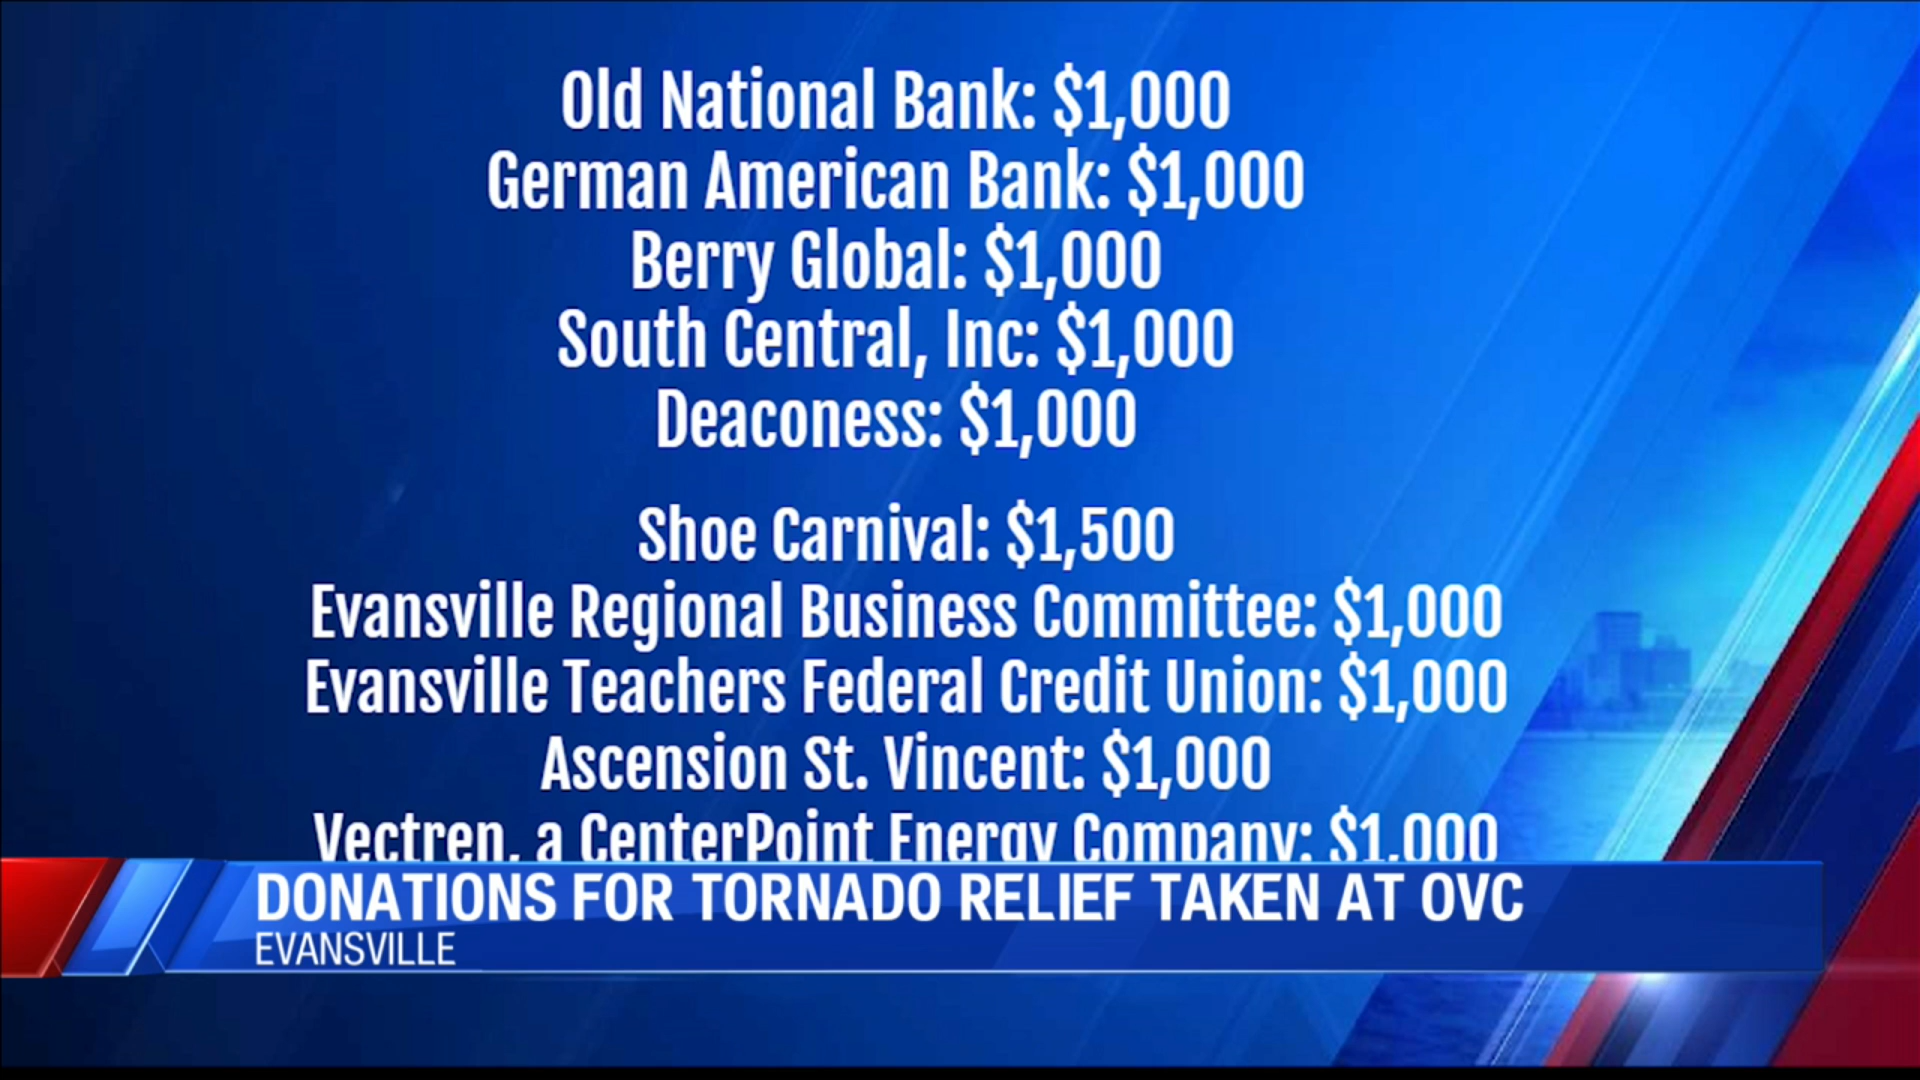 Old National Bank: $1,000
German American Bank: $1,000
Berry Global: $1,000
South Central, Inc: $1,000
Deaconess: $1,000
Shoe Carnival: $1,500
Evansville Regional Business Committee: $1,000
Evansville Teachers Federal Credit Union: $1,000
Ascension St. Vincent: $1,000
Vectren, a CenterPoint Energy Company: $1,000
DONATIONS FOR TORNADO RELIEF TAKEN AT OVC
EVANSVILLE